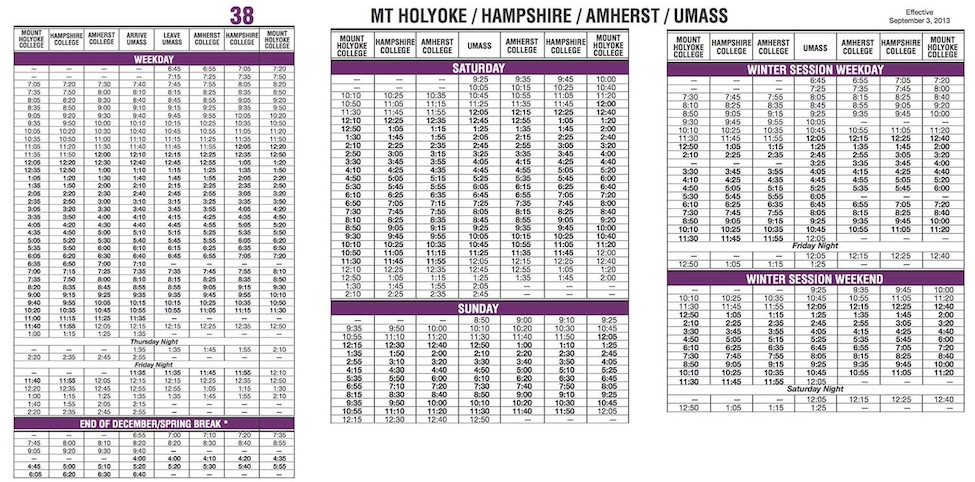 38
MT HOLYOKE / HAMPSHIRE / AMHERST / UMASS
Effective
September 3, 2013
MOUNT HOLYOKE COLLEGE HAMPSHIRE COLLEGE AMHERST COLLEGE ARRIVE UMASS LEAVE UMASS AMHERST COLLEGE HAMPSHIRE COLLEGE MOUNT HOLYOKE COLLEGE
WEEKDAY
— — — — 6:45 6:55 7:05 7:20
— — — — 7:15 7:25 7:35 7:50
7:05 7:20 7:30 7:40 7:45 7:55 8:05 8:20
7:35 7:50 8:00 8:10 8:15 8:25 8:35 8:50
8:05 8:20 8:30 8:40 8:45 8:55 9:05 9:20
8:35 8:50 9:00 9:10 9:15 9:25 9:35 9:50
9:05 9:20 9:30 9:40 9:45 9:55 10:05 10:20
9:35 9:50 10:00 10:10 10:15 10:25 10:35 10:50
10:05 10:20 10:30 10:40 10:45 10:55 11:05 11:20
10:35 10:50 11:00 11:10 11:15 11:25 11:35 11:50
11:05 11:20 11:30 11:40 11:45 11:55 12:05 12:20
11:35 11:50 12:00 12:10 12:15 12:25 12:35 12:50
12:05 12:20 12:30 12:40 12:45 12:55 1:05 1:20
12:35 12:50 1:00 1:10 1:15 1:25 1:35 1:50
1:05 1:20 1:30 1:40 1:45 1:55 2:05 2:20
1:35 1:50 2:00 2:10 2:15 2:25 2:35 2:50
2:05 2:20 2:30 2:40 2:45 2:55 3:05 3:20
2:35 2:50 3:00 3:10 3:15 3:25 3:35 3:50
3:05 3:20 3:30 3:40 3:45 3:55 4:05 4:20
3:35 3:50 4:00 4:10 4:15 4:25 4:35 4:50
4:05 4:20 4:30 4:40 4:45 4:55 5:05 5:20
4:35 4:50 5:00 5:10 5:15 5:25 5:35 5:50
5:05 5:20 5:30 5:40 5:45 5:55 6:05 6:20
5:35 5:50 6:00 6:10 6:15 6:25 6:35 6:50
6:05 6:20 6:30 6:40 6:45 6:55 7:05 7:20
6:35 6:50 7:00 7:10 — — — —
7:00 7:15 7:25 7:35 7:35 7:45 7:55 8:10
7:35 7:50 8:00 8:10 8:15 8:25 8:35 8:50
8:20 8:35 8:45 8:55 8:55 9:05 9:15 9:30
9:00 9:15 9:25 9:35 9:35 9:45 9:55 10:10
9:40 9:55 10:05 10:15 10:15 10:25 10:35 10:50
10:20 10:35 10:45 10:55 10:55 11:05 11:15 11:30
11:00 11:15 11:25 11:35 — — — —
11:40 11:55 12:05 12:15 12:15 12:25 12:35 12:50
1:00 1:15 1:25 1:35 — — — —
Thursday Night
— — — 1:35 1:35 1:45 1:55 2:10
2:20 2:35 2:45 2:55 — — — —
Friday Night
— — — 11:35 11:35 11:45 11:55 12:10
11:40 11:55 12:05 12:15 12:15 12:25 12:35 12:50
12:20 12:35 12:45 12:55 12:55 1:05 1:15 1:30
1:00 1:15 1:25 1:35 1:35 1:45 1:55 2:10
1:40 1:55 2:05 2:15 — — — —
2:20 2:35 2:45 2:55 — — — —
END OF DECEMBER/SPRING BREAK *
— — — 6:55 7:00 7:10 7:20 7:35
7:45 8:00 8:10 8:20 8:20 8:30 8:40 8:55
9:05 9:20 9:30 9:40 — — — —
— — — 4:00 4:00 4:10 4:20 4:35
4:45 5:00 5:10 5:20 5:20 5:30 5:40 5:55
6:05 6:20 6:30 6:40 — — — —
MOUNT HOLYOKE COLLEGE HAMPSHIRE COLLEGE AMHERST COLLEGE UMASS AMHERST COLLEGE HAMPSHIRE COLLEGE MOUNT HOLYOKE COLLEGE
SATURDAY
— — — 9:25 9:35 9:45 10:00
— — — 10:05 10:15 10:25 10:40
10:10 10:25 10:35 10:45 10:55 11:05 11:20
10:50 11:05 11:15 11:25 11:35 11:45 12:00
11:30 11:45 11:55 12:05 12:15 12:25 12:40
12:10 12:25 12:35 12:45 12:55 1:05 1:20
12:50 1:05 1:15 1:25 1:35 1:45 2:00
1:30 1:45 1:55 2:05 2:15 2:25 2:40
2:10 2:25 2:35 2:45 2:55 3:05 3:20
2:50 3:05 3:15 3:25 3:35 3:45 4:00
3:30 3:45 3:55 4:05 4:15 4:25 4:40
4:10 4:25 4:35 4:45 4:55 5:05 5:20
4:50 5:05 5:15 5:25 5:35 5:45 6:00
5:30 5:45 5:55 6:05 6:15 6:25 6:40
6:10 6:25 6:35 6:45 6:55 7:05 7:20
6:50 7:05 7:15 7:25 7:35 7:45 8:00
7:30 7:45 7:55 8:05 8:15 8:25 8:40
8:10 8:25 8:35 8:45 8:55 9:05 9:20
8:50 9:05 9:15 9:25 9:35 9:45 10:00
9:30 9:45 9:55 10:05 10:15 10:25 10:40
10:10 10:25 10:35 10:45 10:55 11:05 11:20
10:50 11:05 11:15 11:25 11:35 11:45 12:00
11:30 11:45 11:55 12:05 12:15 12:25 12:40
12:10 12:25 12:35 12:45 12:55 1:05 1:20
12:50 1:05 1:15 1:25 1:35 1:45 2:00
1:30 1:45 1:55 2:05 — — —
2:10 2:25 2:35 2:45 — — —
SUNDAY
— — — 8:50 9:00 9:10 9:25
9:35 9:50 10:00 10:10 10:20 10:30 10:45
10:55 11:10 11:20 11:30 11:40 11:50 12:05
12:15 12:30 12:40 12:50 1:00 1:10 1:25
1:35 1:50 2:00 2:10 2:20 2:30 2:45
2:55 3:10 3:20 3:30 3:40 3:50 4:05
4:15 4:30 4:40 4:50 5:00 5:10 5:25
5:35 5:50 6:00 6:10 6:20 6:30 6:45
6:55 7:10 7:20 7:30 7:40 7:50 8:05
8:15 8:30 8:40 8:50 9:00 9:10 9:25
9:35 9:50 10:00 10:10 10:20 10:30 10:45
10:55 11:10 11:20 11:30 11:40 11:50 12:05
12:15 12:30 12:40 12:50 — — —
MOUNT HOLYOKE COLLEGE HAMPSHIRE COLLEGE AMHERST COLLEGE UMASS AMHERST COLLEGE HAMPSHIRE COLLEGE MOUNT HOLYOKE COLLEGE
WINTER SESSION WEEKDAY
— — — 6:45 6:55 7:05 7:20
— — — 7:25 7:35 7:45 8:00
7:30 7:45 7:55 8:05 8:15 8:25 8:40
8:10 8:25 8:35 8:45 8:55 9:05 9:20
8:50 9:05 9:15 9:25 9:35 9:45 10:00
9:30 9:45 9:55 10:05 — — —
10:10 10:25 10:35 10:45 10:55 11:05 11:20
11:30 11:45 11:55 12:05 12:15 12:25 12:40
12:50 1:05 1:15 1:25 1:35 1:45 2:00
2:10 2:25 2:35 2:45 2:55 3:05 3:20
— — — 3:25 3:35 3:45 4:00
3:30 3:45 3:55 4:05 4:15 4:25 4:40
4:10 4:25 4:35 4:45 4:55 5:05 5:20
4:50 5:05 5:15 5:25 5:35 5:45 6:00
5:30 5:45 5:55 6:05 — — —
6:10 6:25 6:35 6:45 6:55 7:05 7:20
7:30 7:45 7:55 8:05 8:15 8:25 8:40
8:50 9:05 9:15 9:25 9:35 9:45 10:00
10:10 10:25 10:35 10:45 10:55 11:05 11:20
11:30 11:45 11:55 12:05 — — —
Friday Night
— — — 12:05 12:15 12:25 12:40
12:50 1:05 1:15 1:25 — — —
WINTER SESSION WEEKEND
— — — 9:25 9:35 9:45 10:00
10:10 10:25 10:35 10:45 10:55 11:05 11:20
11:30 11:45 11:55 12:05 12:15 12:25 12:40
12:50 1:05 1:15 1:25 1:35 1:45 2:00
2:10 2:25 2:35 2:45 2:55 3:05 3:20
3:30 3:45 3:55 4:05 4:15 4:25 4:40
4:50 5:05 5:15 5:25 5:35 5:45 6:00
6:10 6:25 6:35 6:45 6:55 7:05 7:20
7:30 7:45 7:55 8:05 8:15 8:25 8:40
8:50 9:05 9:15 9:25 9:35 9:45 10:00
10:10 10:25 10:35 10:45 10:55 11:05 11:20
11:30 11:45 11:55 12:05 — — —
Saturday Night
— — — 12:05 12:15 12:25 12:40
12:50 1:05 1:15 1:25 — — —